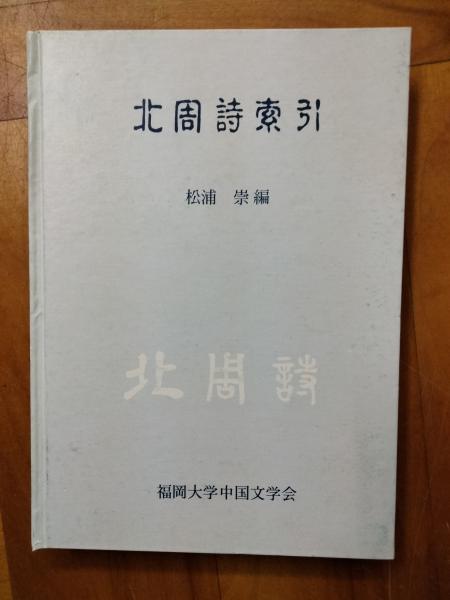 北周詩索引
松浦　崇編
北周詩
福岡大学中国文学会